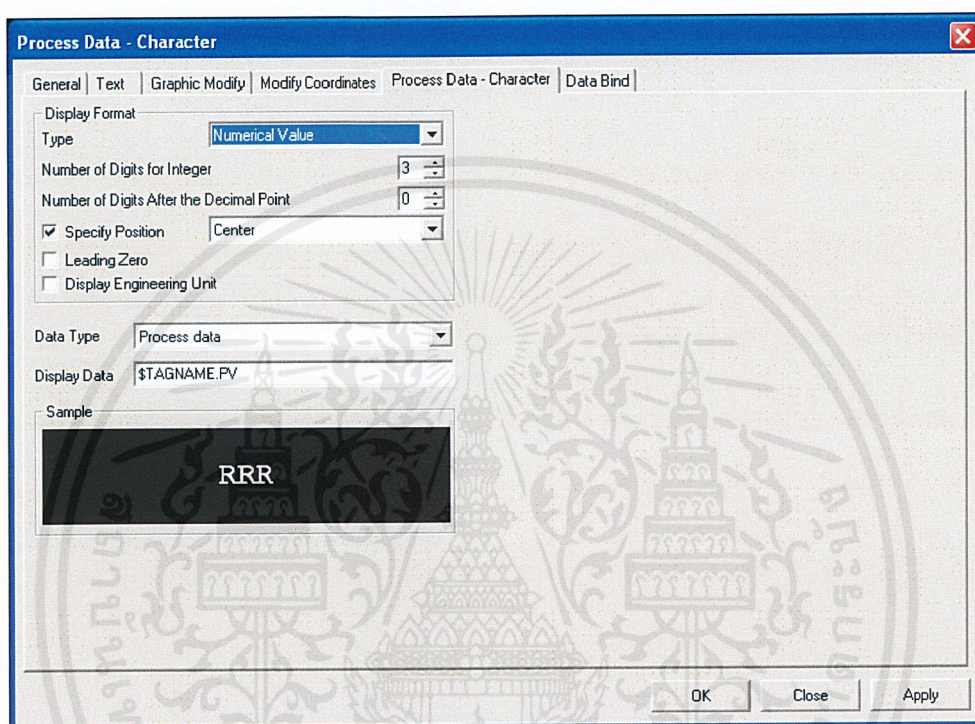 Process Data - Character
General Text Graphic Modify Modify Coordinates Process Data - Character Data Bind
Display Format
Type Numerical Value
Number of Digits for Integer 3
Number of Digits After the Decimal Point 0
Specify Position Center
Leading Zero
Display Engineering Unit
Data Type Process data
Display Data $TAGNAME.PV
Sample
RRR
OK Close Apply